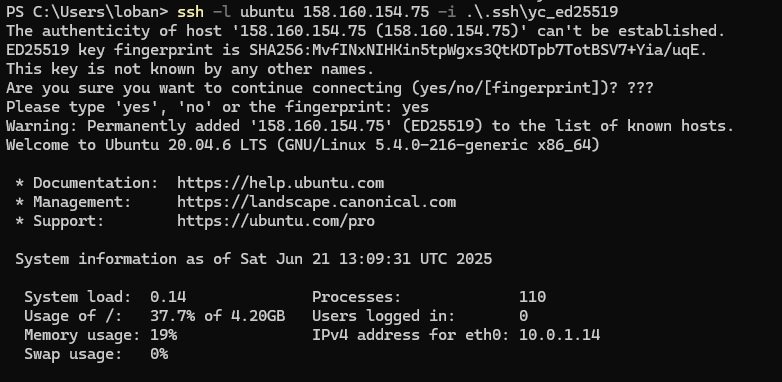 PS C:\Users\loban> ssh -l ubuntu 158.160.154.75 -i .\.ssh\yc_ed25519
The authenticity of host '158.160.154.75 (158.160.154.75)' can't be established.
ED25519 key fingerprint is SHA256:MvfINxNIHKin5tpWgxs3QtKDTpb7TotBSV7+Yia/uqE.
This key is not known by any other names.
Are you sure you want to continue connecting (yes/no/[fingerprint])? ???
Please type 'yes', 'no' or the fingerprint: yes
Warning: Permanently added '158.160.154.75' (ED25519) to the list of known hosts.
Welcome to Ubuntu 20.04.6 LTS (GNU/Linux 5.4.0-216-generic x86_64)
* Documentation:  https://help.ubuntu.com
* Management:     https://landscape.canonical.com
* Support:        https://ubuntu.com/pro
System information as of Sat Jun 21 13:09:31 UTC 2025
System load:  0.14               Processes:             110
Usage of /:   37.7% of 4.20GB   Users logged in:       0
Memory usage: 19%                IPv4 address for eth0: 10.0.1.14
Swap usage:   0%